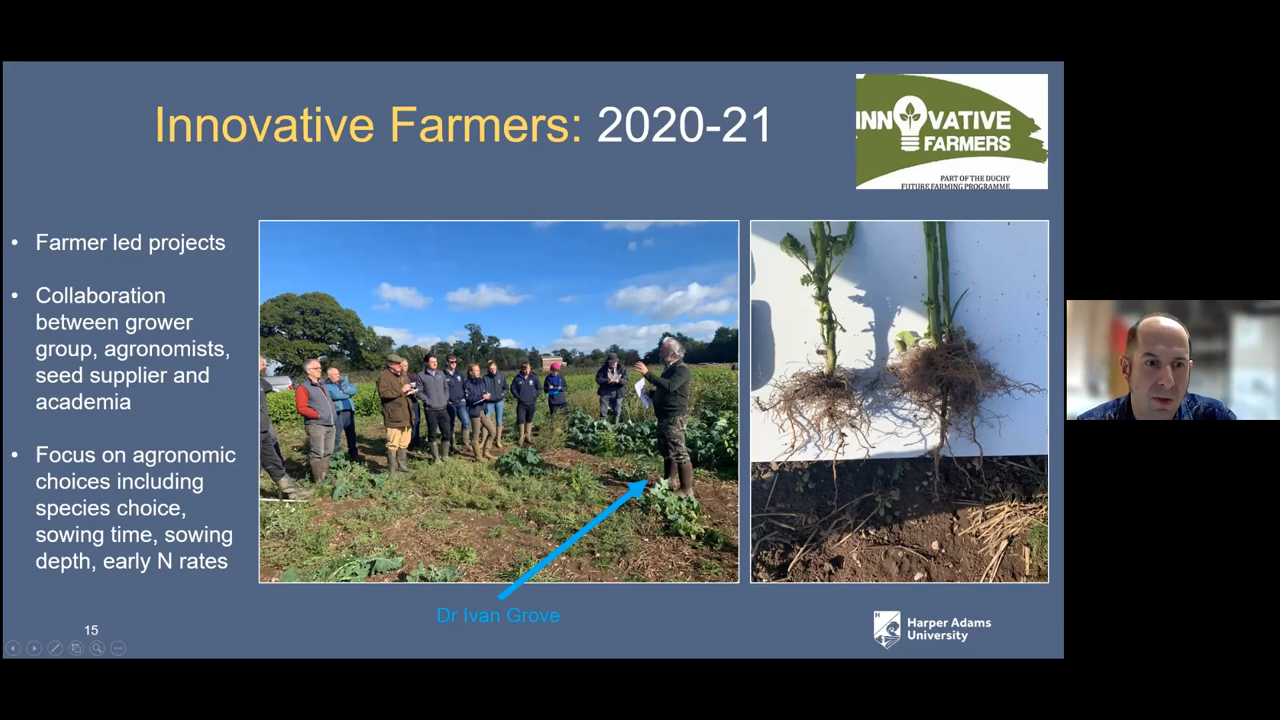 Innovative Farmers: 2020-21
INNOVATIVE
FARMERS
PART OF THE DUCHY
FUTURE FARMING PROGRAMME
• Farmer led projects
• Collaboration
between grower
group, agronomists,
seed supplier and
academia
• Focus on agronomic
choices including
species choice,
sowing time, sowing
depth, early N rates
Dr Ivan Grove
15
H
Harper Adams
University